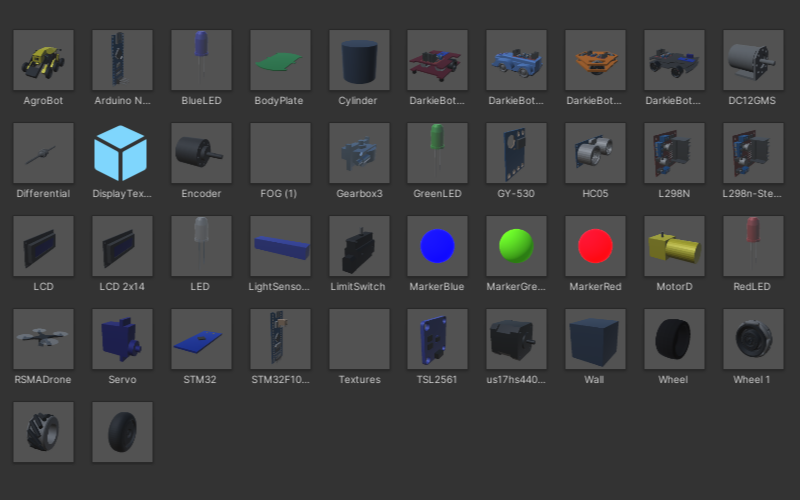 AgroBot
Arduino N...
BlueLED
BodyPlate
Cylinder
DarkieBot...
DarkieBot...
DarkieBot...
DarkieBot...
DC12GMS
Differential
DisplayTex...
Encoder
FOG (1)
Gearbox3
GreenLED
GY-530
HC05
L298N
L298n-Ste...
LCD
LCD 2x14
LED
LightSenso...
LimitSwitch
MarkerBlue
MarkerGre...
MarkerRed
MotorD
RedLED
RSMADrone
Servo
STM32
STM32F10...
Textures
TSL2561
us17hs440...
Wall
Wheel
Wheel 1